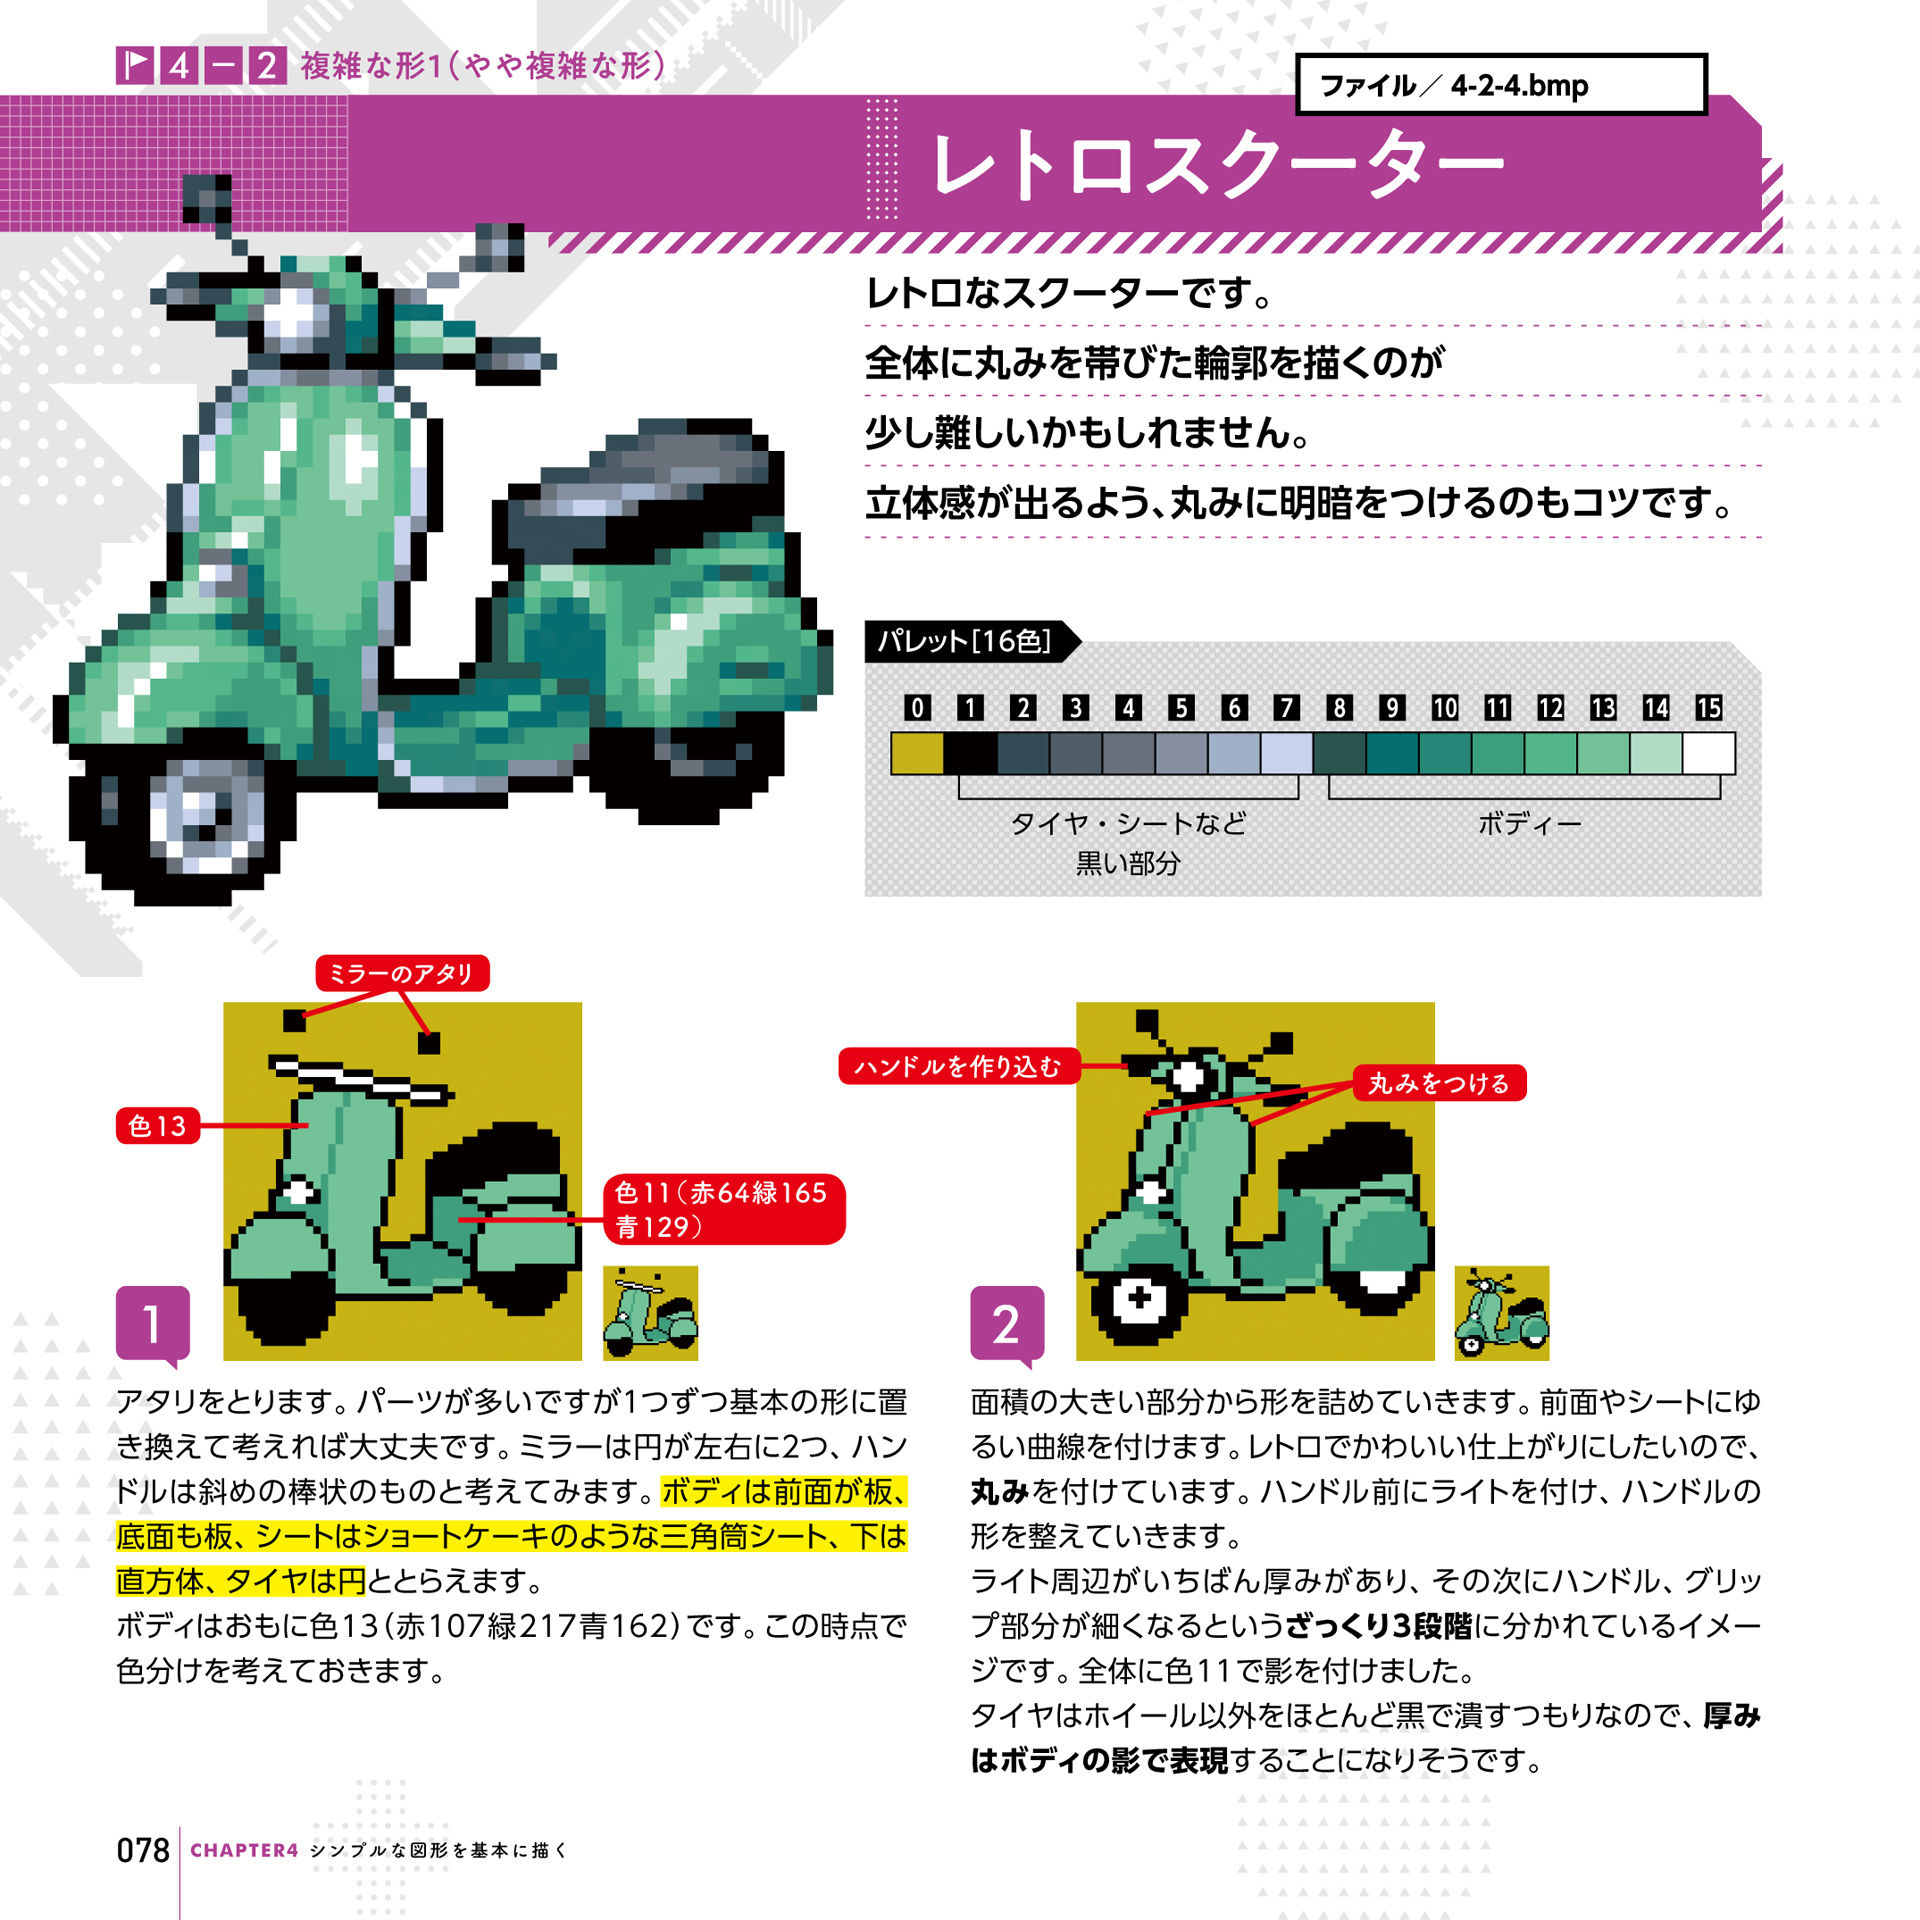 4-2 複雑な形1(やや複雑な形)
ファイル/ 4-2-4.bmp
レトロスクーター
レトロなスクーターです。
全体に丸みを帯びた輪郭を描くのが
少し難しいかもしれません。
立体感が出るよう、丸みに明暗をつけるのもコツです。
パレット[16色]
0 1 2 3 4 5 6 7 8 9 10 11 12 13 14 15
タイヤ・シートなど
黒い部分
ボディー
ミラーのアタリ
色13
色11(赤64緑165
青129)
1
アタリをとります。パーツが多いですが1つずつ基本の形に置
き換えて考えれば大丈夫です。ミラーは円が左右に2つ、ハン
ドルは斜めの棒状のものと考えてみます。ボディは前面が板、
底面も板、シートはショートケーキのような三角筒シート、下は
直方体、タイヤは円ととらえます。
ボディはおもに色13(赤107緑217青162)です。この時点で
色分けを考えておきます。
ハンドルを作り込む
丸みをつける
2
面積の大きい部分から形を詰めていきます。前面やシートにゆ
るい曲線を付けます。レトロでかわいい仕上がりにしたいので、
丸みを付けています。ハンドル前にライトを付け、ハンドルの
形を整えていきます。
ライト周辺がいちばん厚みがあり、その次にハンドル、グリッ
プ部分が細くなるというざっくり3段階に分かれているイメー
ジです。全体に色11で影を付けました。
タイヤはホイール以外をほとんど黒で潰すつもりなので、厚み
はボディの影で表現することになりそうです。
078 CHAPTER4 シンプルな図形を基本に描く